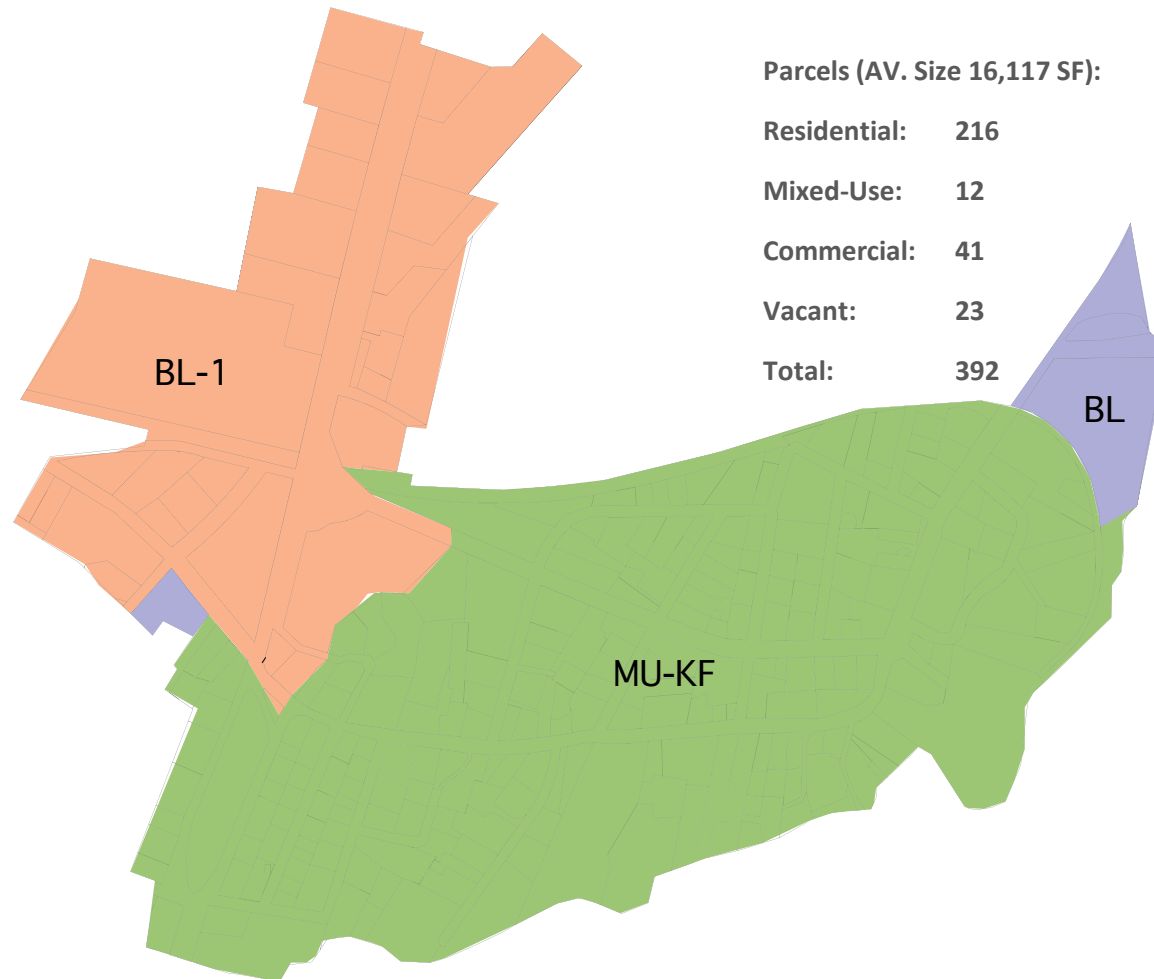 Parcels (AV. Size 16,117 SF):
Residential: 216
Mixed-Use: 12
Commercial: 41
Vacant: 23
Total: 392
BL-1
BL
MU-KF